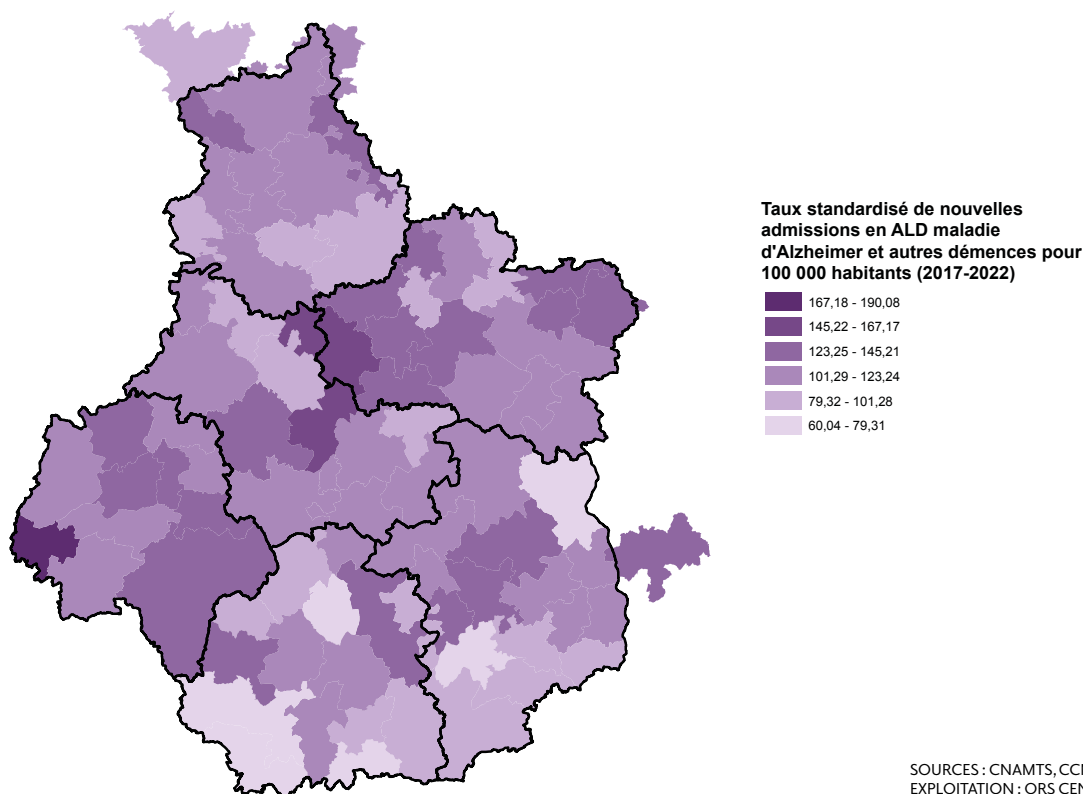 Taux standardisé de nouvelles
admissions en ALD maladie
d'Alzheimer et autres démences pour
100 000 habitants (2017-2022)
167,18 - 190,08
145,22 - 167,17
123,25 - 145,21
101,29 - 123,24
79,32 - 101,28
60,04 - 79,31
SOURCES : CNAMTS, CCI
EXPLOITATION : ORS CEN